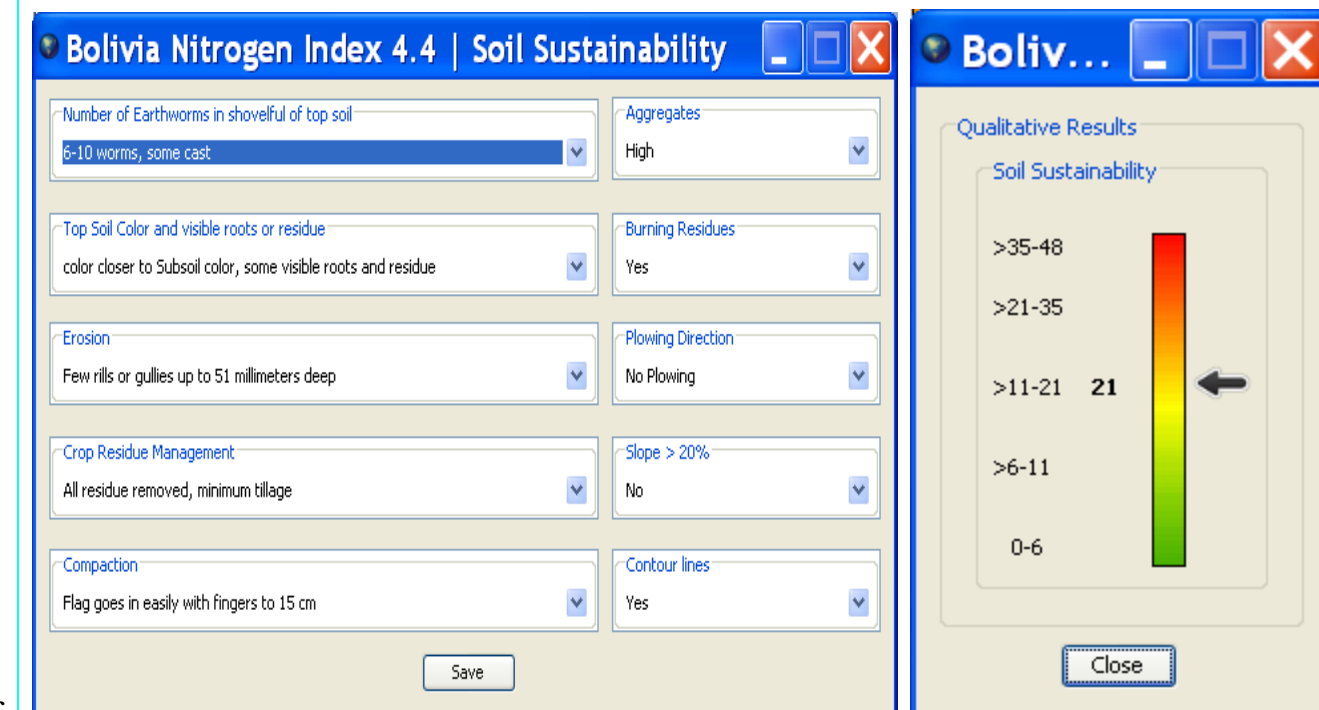 Bolivia Nitrogen Index 4.4 | Soil Sustainability
Number of Earthworms in shovelful of top soil
6-10 worms, some cast
Aggregates
High
Top Soil Color and visible roots or residue
color closer to Subsoil color, some visible roots and residue
Burning Residues
Yes
Erosion
Few rills or gullies up to 51 millimeters deep
Plowing Direction
No Plowing
Crop Residue Management
All residue removed, minimum tillage
Slope > 20%
No
Compaction
Flag goes in easily with fingers to 15 cm
Contour lines
Yes
Save
Boliv...
Qualitative Results
Soil Sustainability
>35-48
>21-35
>11-21 21
>6-11
0-6
Close